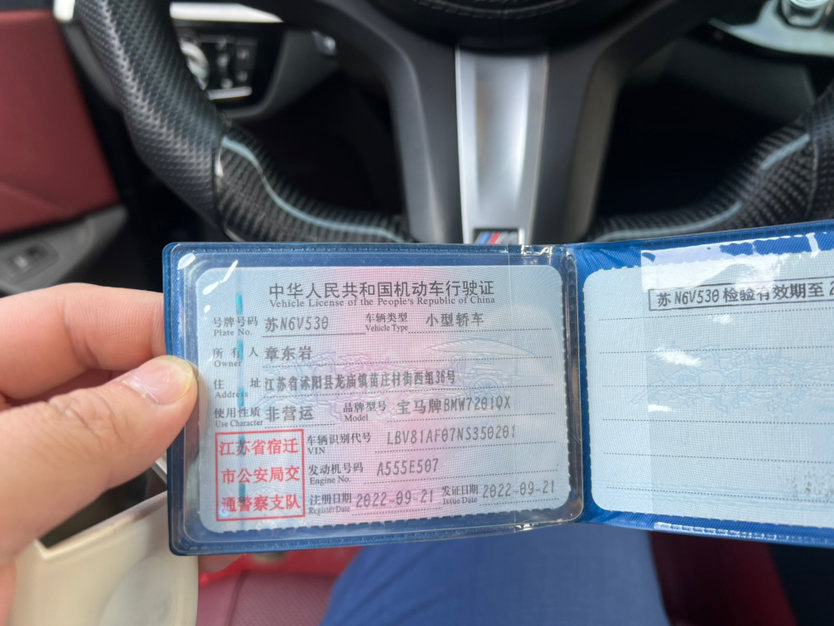 中华人民共和国机动车行驶证
Vehicle License of the People's Republic of China
号牌号码 苏N6V530 车辆类型 小型轿车
Plate No. Vehicle Type
所有人 章东岩
Owner
住址 江苏省沭阳县龙庙镇苗庄村街西组36号
Address
使用性质 非营运 品牌型号 宝马牌BMW7201QX
Use Character Model
江苏省宿迁
市公安局交
通警察支队
车辆识别代号 LBV81AF07NS350201
VIN
发动机号码 A555E507
Engine No.
注册日期 2022-09-21 发证日期 2022-09-21
Register Date Issue Date
苏N6V530 检验有效期至 2